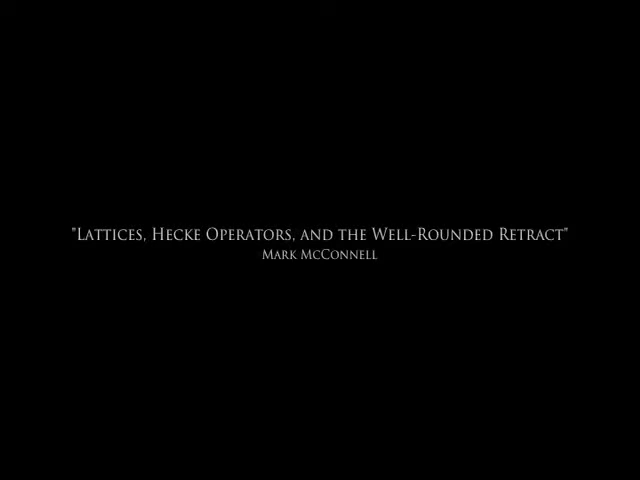 "Lattices, Hecke Operators, and the Well-Rounded Retract"
Mark McConnell